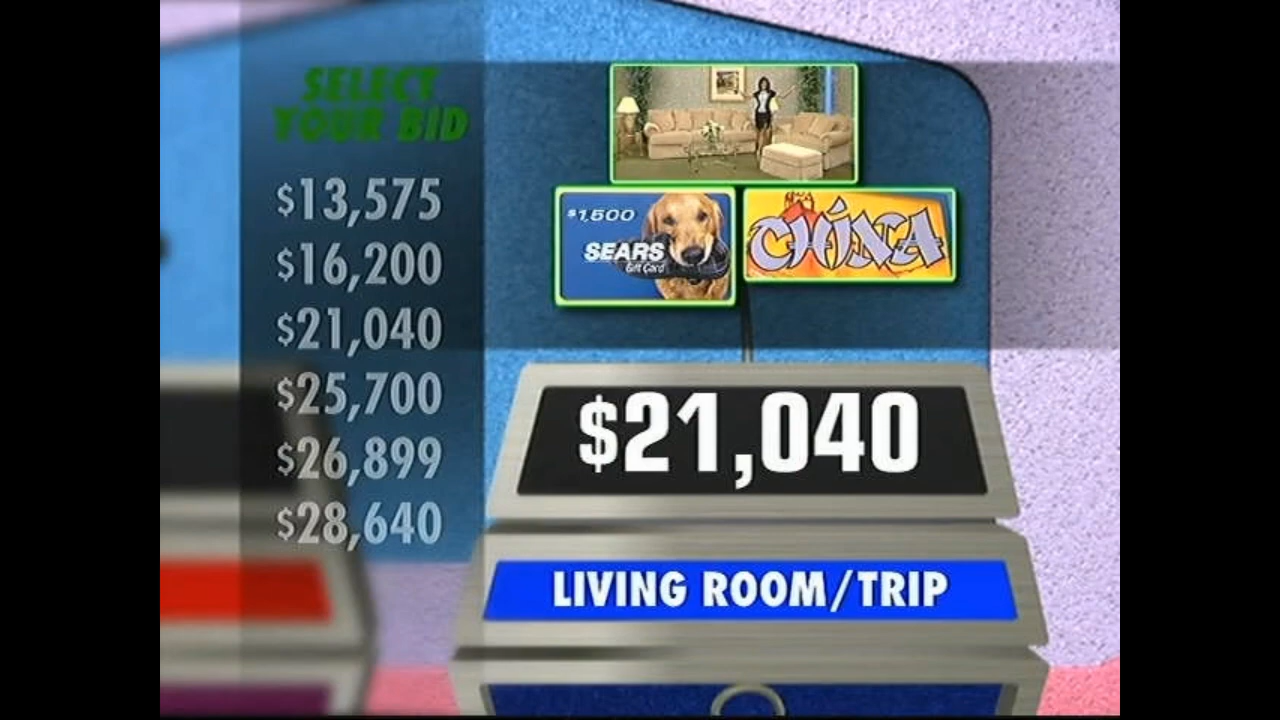 SELECT
YOUR BID
$13,575
$16,200
$21,040
$25,700
$26,899
$28,640
$1,500
SEARS
Gift Card
CHINA
$21,040
LIVING ROOM/TRIP